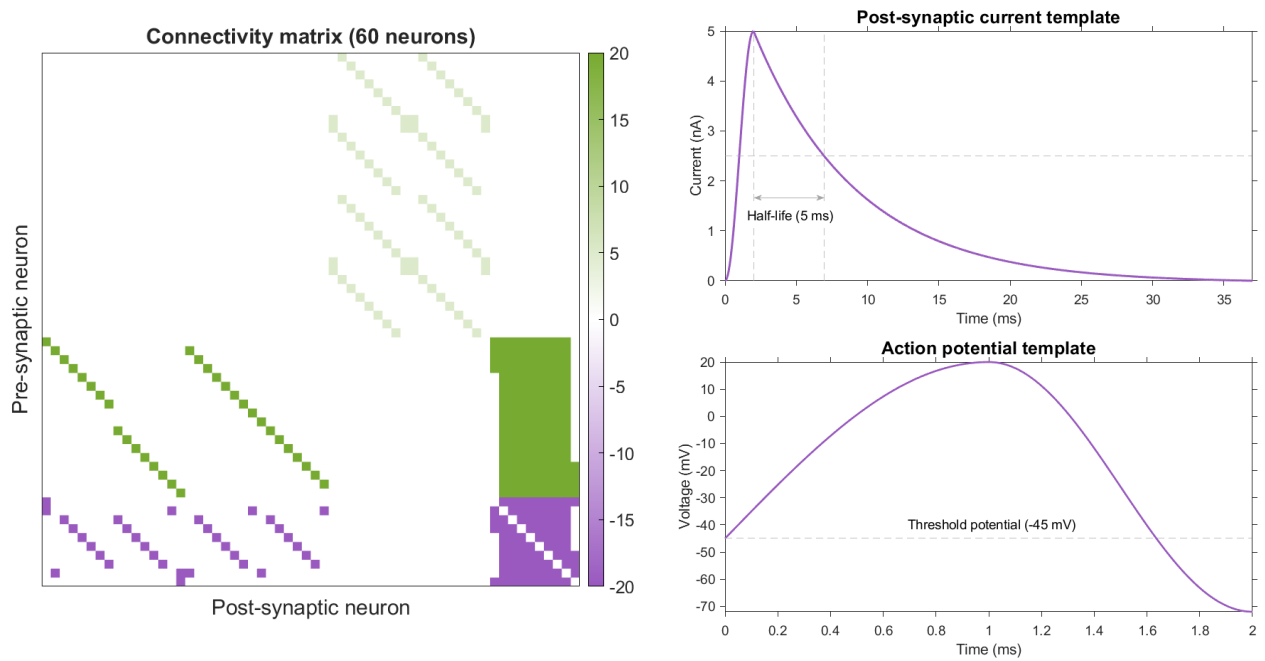 Connectivity matrix (60 neurons)
Pre-synaptic neuron
Post-synaptic neuron
20
15
10
5
0
-5
-10
-15
-20
Post-synaptic current template
Current (nA)
5
4
3
2
1
0
Half-life (5 ms)
0 5 10 15 20 25 30 35
Time (ms)
Action potential template
Voltage (mV)
20
10
0
-10
-20
-30
-40
-50
-60
-70
Threshold potential (-45 mV)
0 0.2 0.4 0.6 0.8 1 1.2 1.4 1.6 1.8 2
Time (ms)